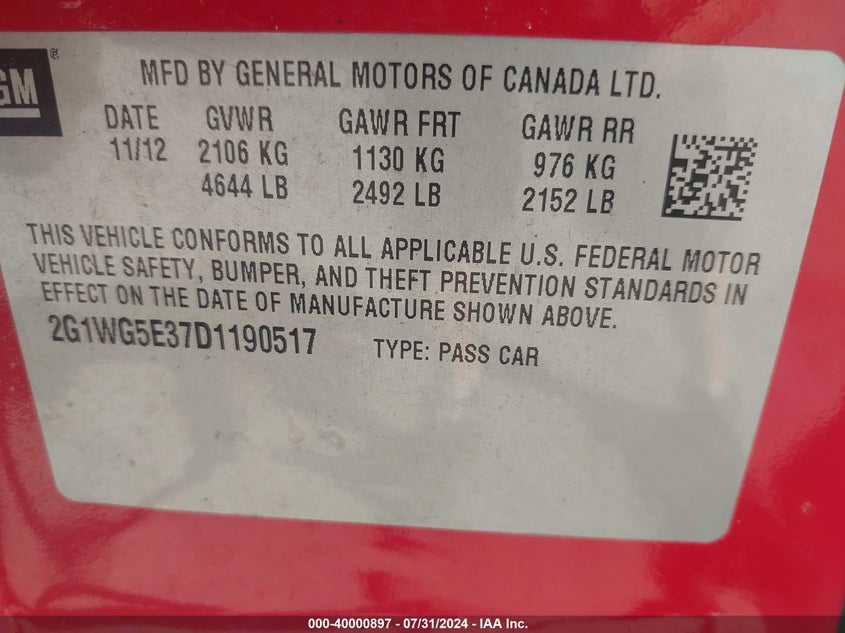 GM®
MFD BY GENERAL MOTORS OF CANADA LTD.
DATE GVWR GAWR FRT GAWR RR
11/12 2106 KG 1130 KG 976 KG
4644 LB 2492 LB 2152 LB
THIS VEHICLE CONFORMS TO ALL APPLICABLE U.S. FEDERAL MOTOR
VEHICLE SAFETY, BUMPER, AND THEFT PREVENTION STANDARDS IN
EFFECT ON THE DATE OF MANUFACTURE SHOWN ABOVE.
2G1WG5E37D1190517 TYPE: PASS CAR
000-40000897 - 07/31/2024 - IAA Inc.